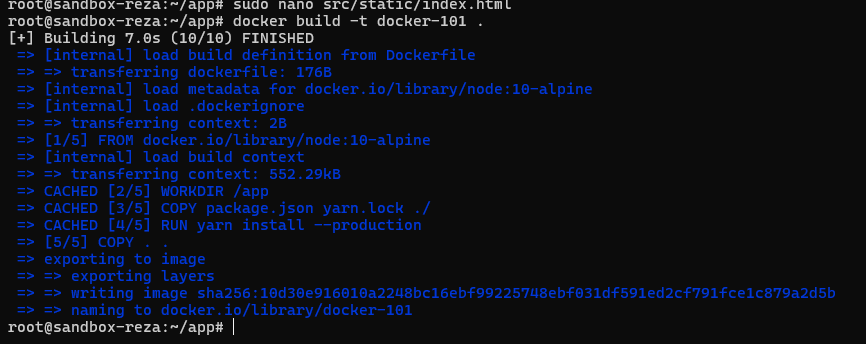 root@sandbox-reza:~/app# sudo nano src/static/index.html
root@sandbox-reza:~/app# docker build -t docker-101 .
[+] Building 7.0s (10/10) FINISHED
=> [internal] load build definition from Dockerfile
=> => transferring dockerfile: 176B
=> [internal] load metadata for docker.io/library/node:10-alpine
=> [internal] load .dockerignore
=> => transferring context: 2B
=> [1/5] FROM docker.io/library/node:10-alpine
=> [internal] load build context
=> => transferring context: 552.29kB
=> CACHED [2/5] WORKDIR /app
=> CACHED [3/5] COPY package.json yarn.lock ./
=> CACHED [4/5] RUN yarn install --production
=> [5/5] COPY . .
=> exporting to image
=> => exporting layers
=> => writing image sha256:10d30e916010a2248bc16ebf99225748ebf031df591ed2cf791fce1c879a2d5b
=> => naming to docker.io/library/docker-101
root@sandbox-reza:~/app#